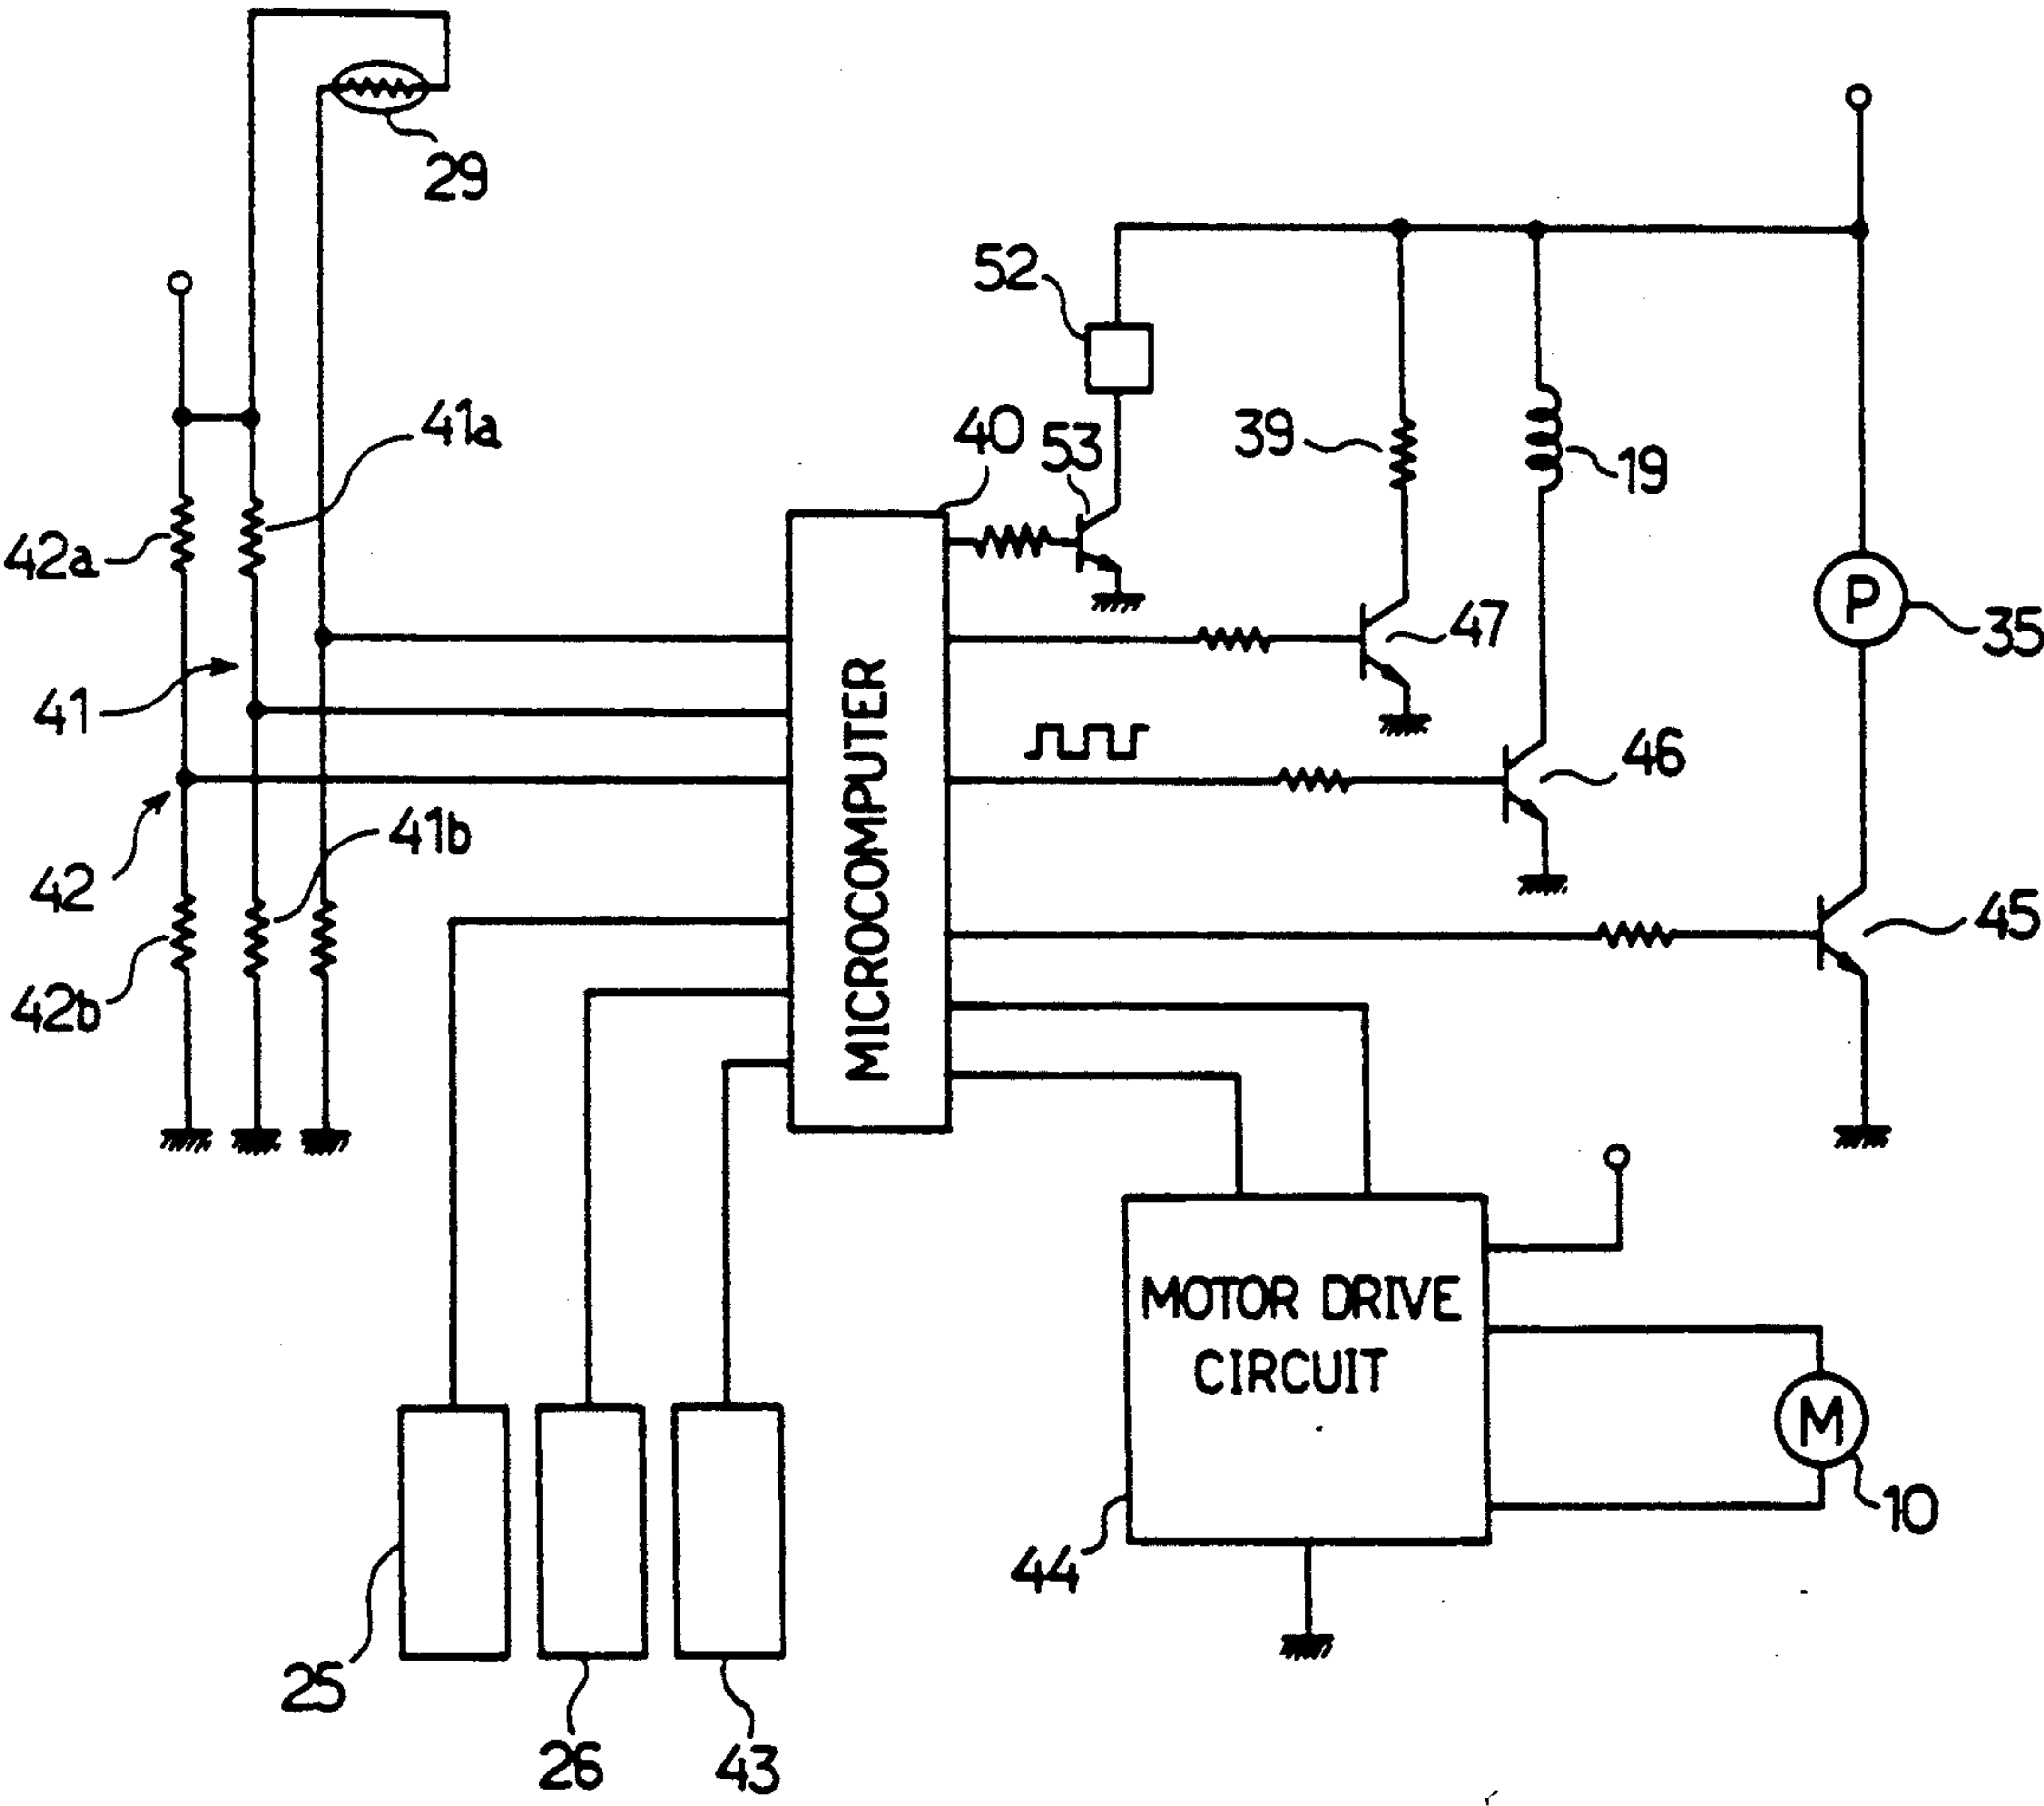 29
52
41a
40
53
39
19
42a
P
35
47
41
46
41b
42
45
42b
MICROCOMPUTER
MOTOR DRIVE
CIRCUIT
M
10
44
25
26
43